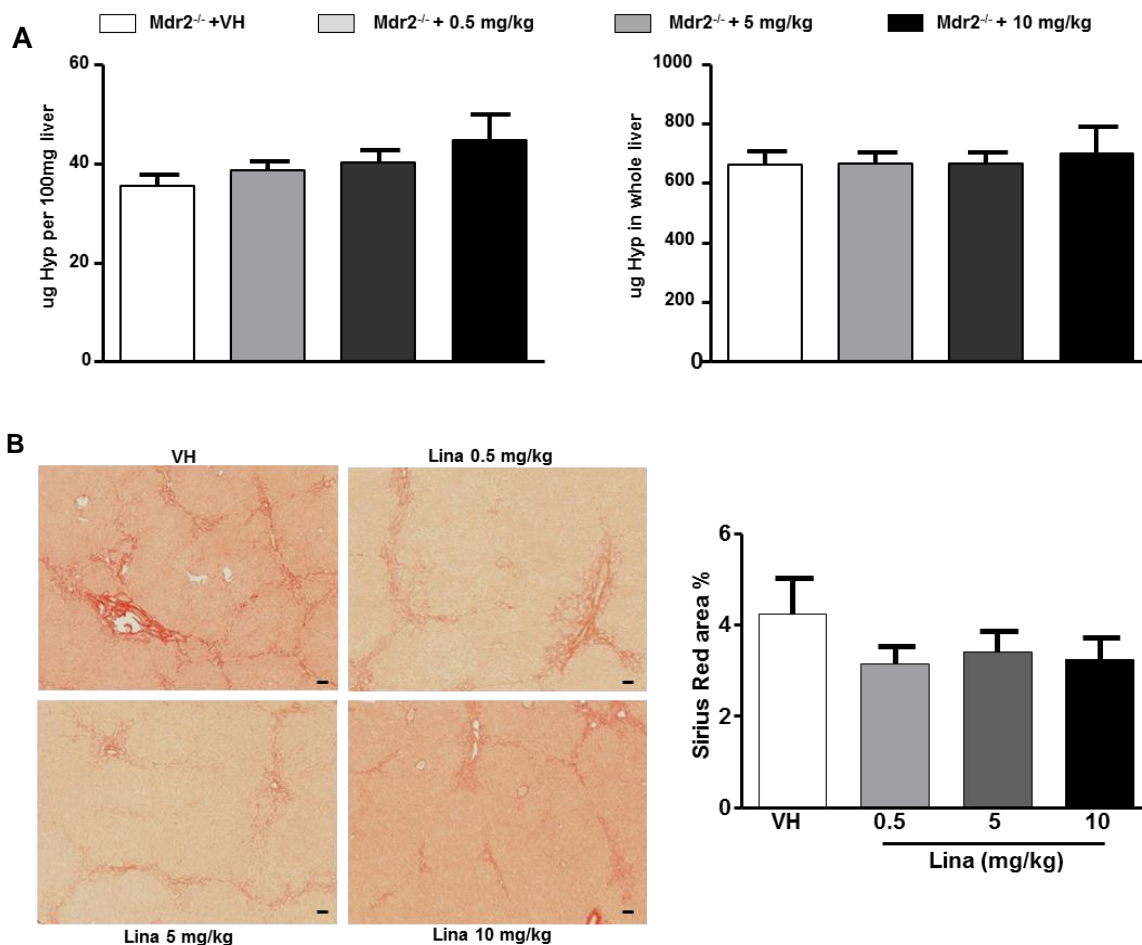 A
Mdr2⁻/⁻ +VH
Mdr2⁻/⁻ + 0.5 mg/kg
Mdr2⁻/⁻ + 5 mg/kg
Mdr2⁻/⁻ + 10 mg/kg
ug Hyp per 100mg liver
60
40
20
0
ug Hyp in whole liver
1000
800
600
400
200
0
B
VH
Lina 0.5 mg/kg
Lina 5 mg/kg
Lina 10 mg/kg
Sirius Red area %
6
4
2
0
VH 0.5 5 10
Lina (mg/kg)